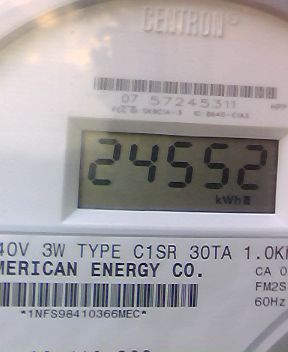 CENTRON®
07 57245311
24552
kWh
40V 3W TYPE C1SR 30TA 1.0K
MERICAN ENERGY CO.
CA 0
FM2S
60Hz
*1NFS98410366MEC*